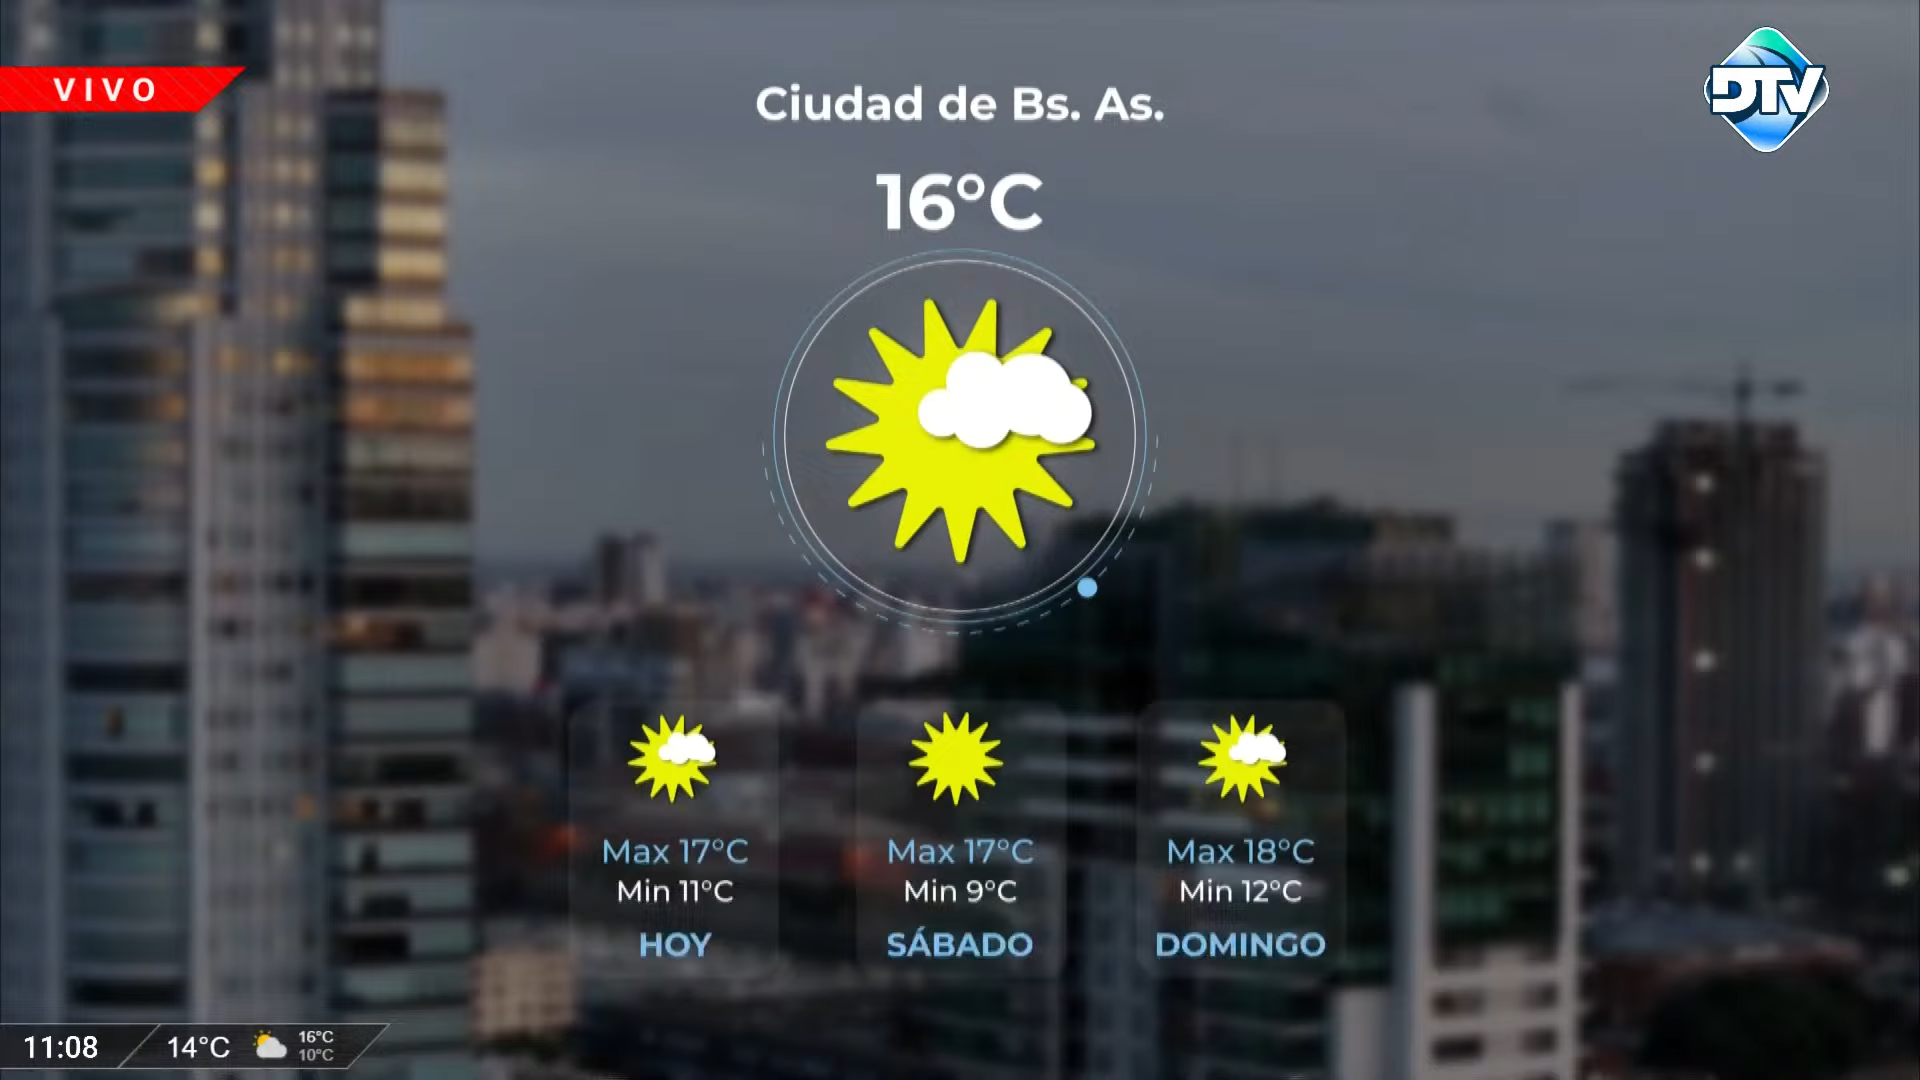 VIVO
DTV
Ciudad de Bs. As.
16°C
Max 17°C
Min 11°C
HOY
Max 17°C
Min 9°C
SÁBADO
Max 18°C
Min 12°C
DOMINGO
11:08
14°C
16°C
10°C